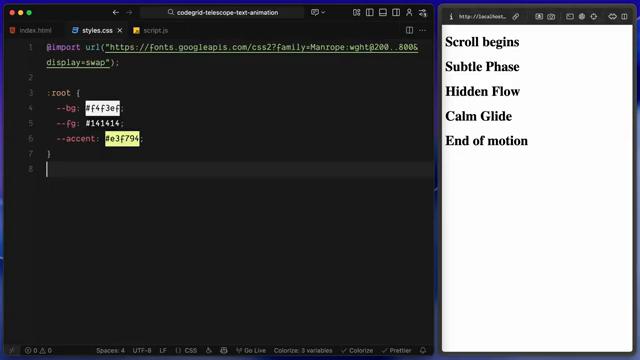 codegrid-telescope-text-animation
index.html
styles.css
script.js
1 @import url("https://fonts.googleapis.com/css2?family=Manrope:wght@200..800&
display=swap");
2
3 :root {
4 --bg: #f4f3ef;
5 --fg: #141414;
6 --accent: #e3f794;
7 }
8
0 0
Spaces: 4
UTF-8
LF
{} CSS
Go Live
Colorize: 3 variables
Colorize
Prettier
http://localhost...
Scroll begins
Subtle Phase
Hidden Flow
Calm Glide
End of motion